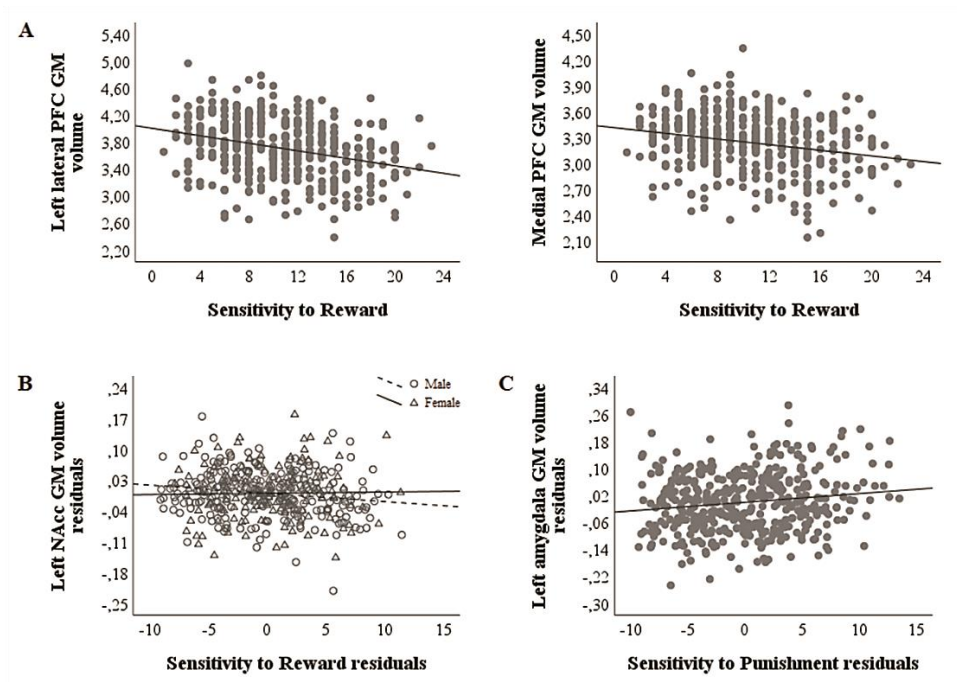 A
Left lateral PFC GM
volume
5,40
5,00
4,60
4,20
3,80
3,40
3,00
2,60
2,20
0 4 8 12 16 20 24
Sensitivity to Reward
Medial PFC GM volume
4,50
4,20
3,90
3,60
3,30
3,00
2,70
2,40
2,10
0 4 8 12 16 20 24
Sensitivity to Reward
B
Left NAcc GM volume
residuals
,24
,17
,10
,03
-,04
-,11
-,18
-,25
-10 -5 0 5 10 15
Sensitivity to Reward residuals
Male
Female
C
Left amygdala GM volume
residuals
,34
,26
,18
,10
,02
-,06
-,14
-,22
-,30
-10 -5 0 5 10 15
Sensitivity to Punishment residuals